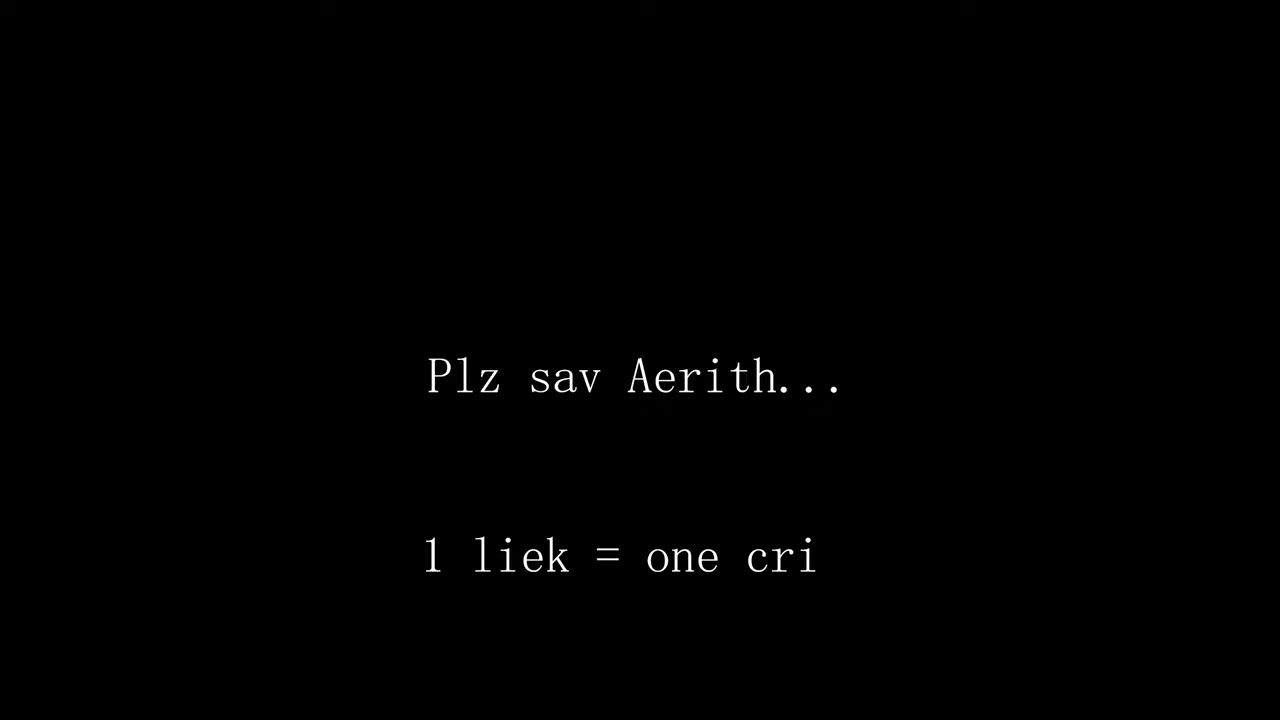 Plz sav Aerith...
1 liek = one cri